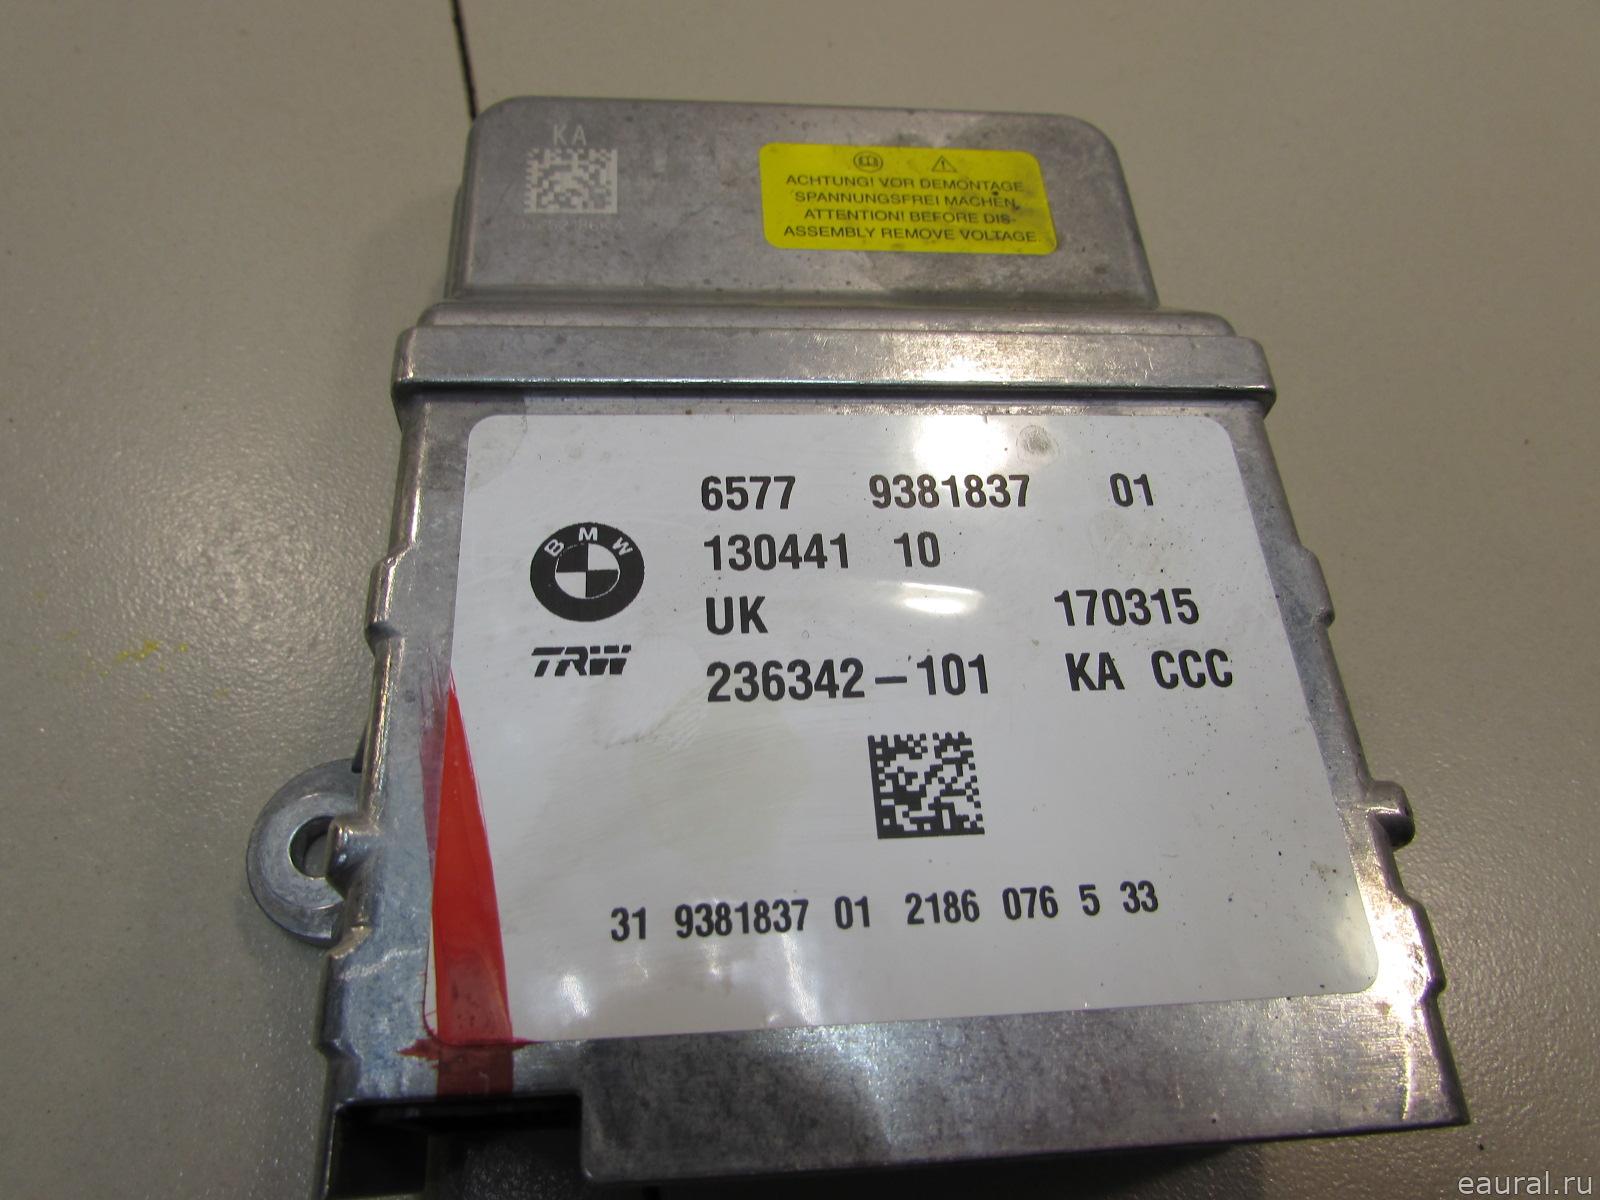 KA
ACHTUNG! VOR DEMONTAGE
SPANNUNGSFREI MACHEN,
ATTENTION! BEFORE DIS-
ASSEMBLY REMOVE VOLTAGE.
6577 9381837 01
BMW
130441 10
UK 170315
TRW
236342-101 KA CCC
31 9381837 01 2186 076 5 33
eaural.ru